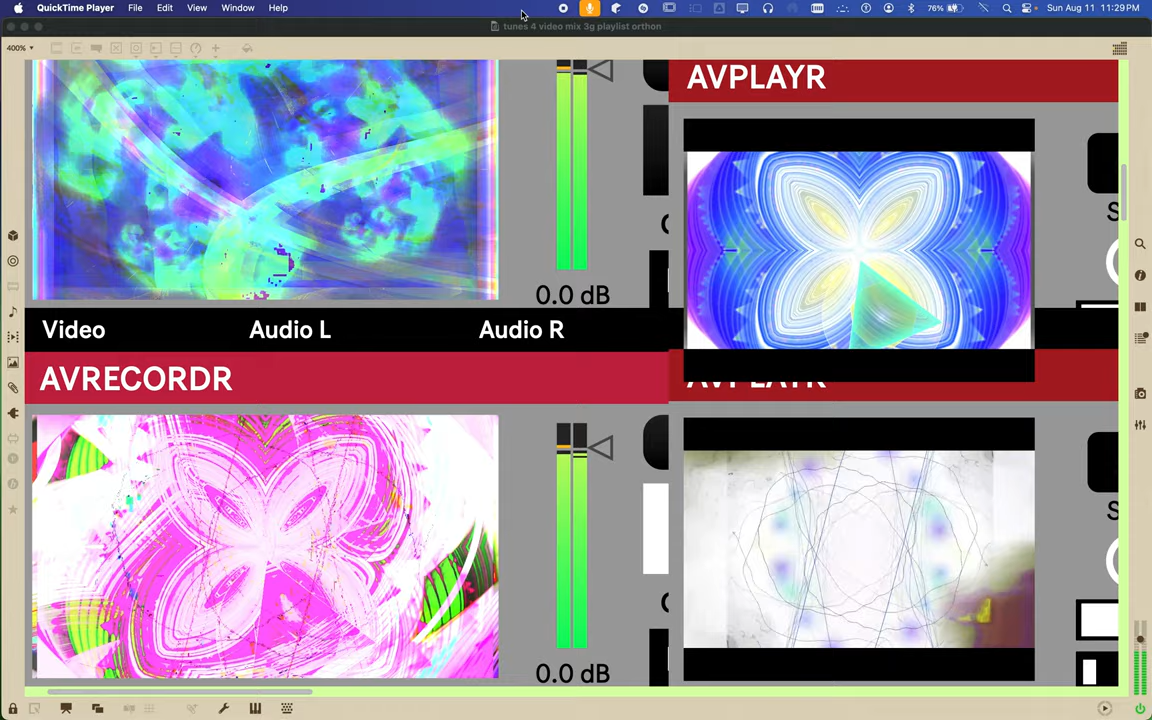 QuickTime Player File Edit View Window Help 76% Sun Aug 11 11:29 PM
tunes 4 video mix 3g playlist orthon
400%
AVPLAYR
0.0 dB
Video Audio L Audio R
AVRECORDR
AVPLAYR
0.0 dB